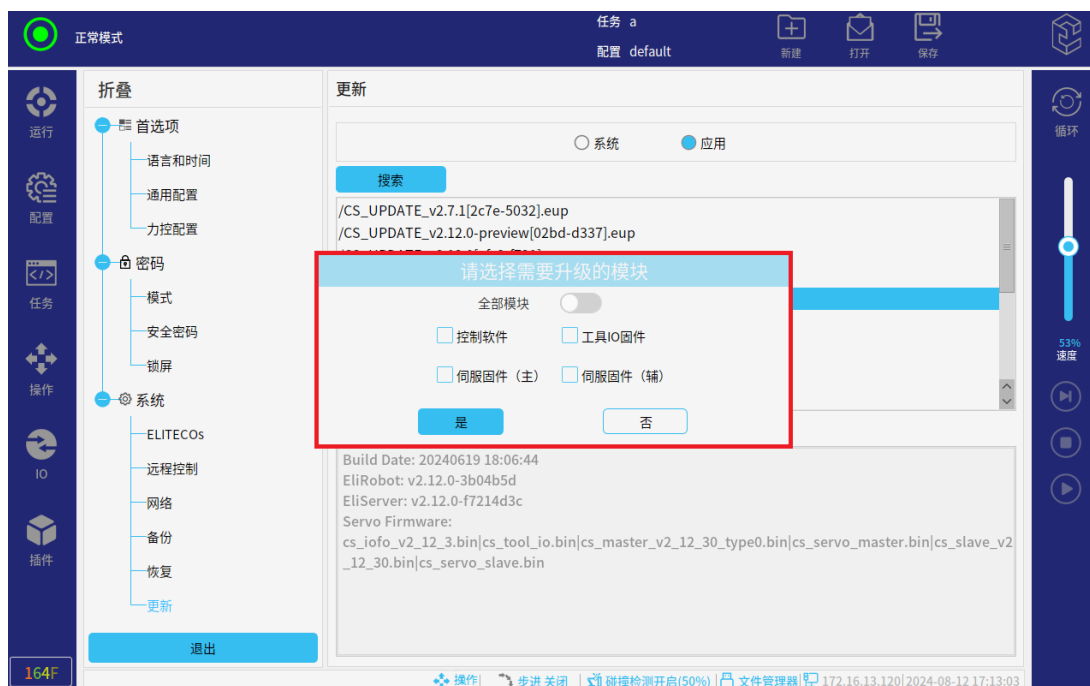 正常模式
任务 a
配置 default
新建
打开
保存
运行
配置
任务
操作
IO
插件
164F
折叠
首选项
语言和时间
通用配置
力控配置
密码
模式
安全密码
锁屏
系统
ELITECOs
远程控制
网络
备份
恢复
更新
退出
更新
系统 应用
搜索
/CS_UPDATE_v2.7.1[2c7e-5032].eup
/CS_UPDATE_v2.12.0-preview[02bd-d337].eup
请选择需要升级的模块
全部模块
控制软件 工具IO固件
伺服固件（主） 伺服固件（辅）
是 否
Build Date: 20240619 18:06:44
EliRobot: v2.12.0-3b04b5d
EliServer: v2.12.0-f7214d3c
Servo Firmware:
cs_iofo_v2_12_3.bin|cs_tool_io.bin|cs_master_v2_12_30_type0.bin|cs_servo_master.bin|cs_slave_v2
_12_30.bin|cs_servo_slave.bin
循环
53%
速度
操作| 步进 关闭 | 碰撞检测开启(50%) | 文件管理器| 172.16.13.120|2024-08-12 17:13:03